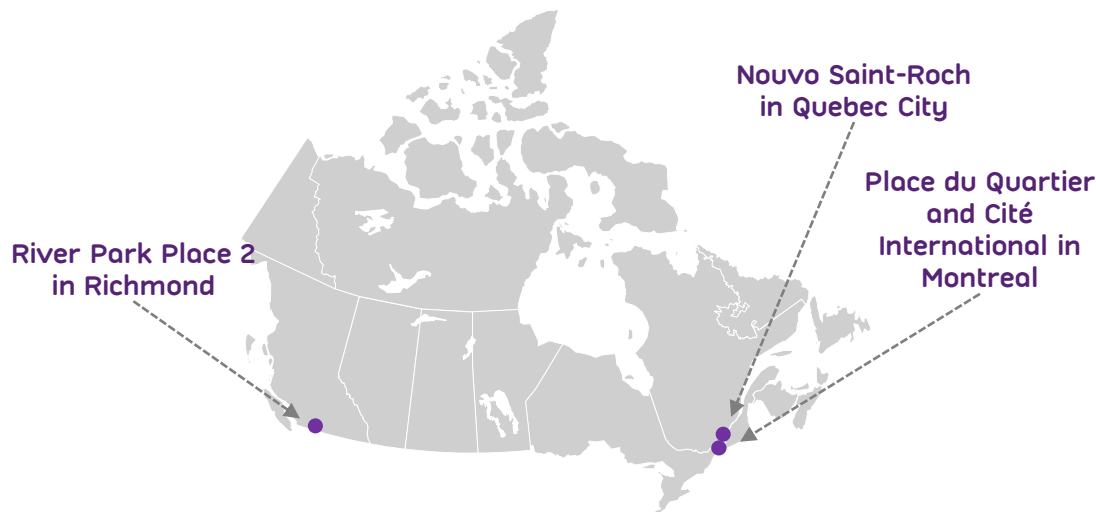 Nouvo Saint-Roch
in Quebec City
Place du Quartier
and Cité
International in
Montreal
River Park Place 2
in Richmond